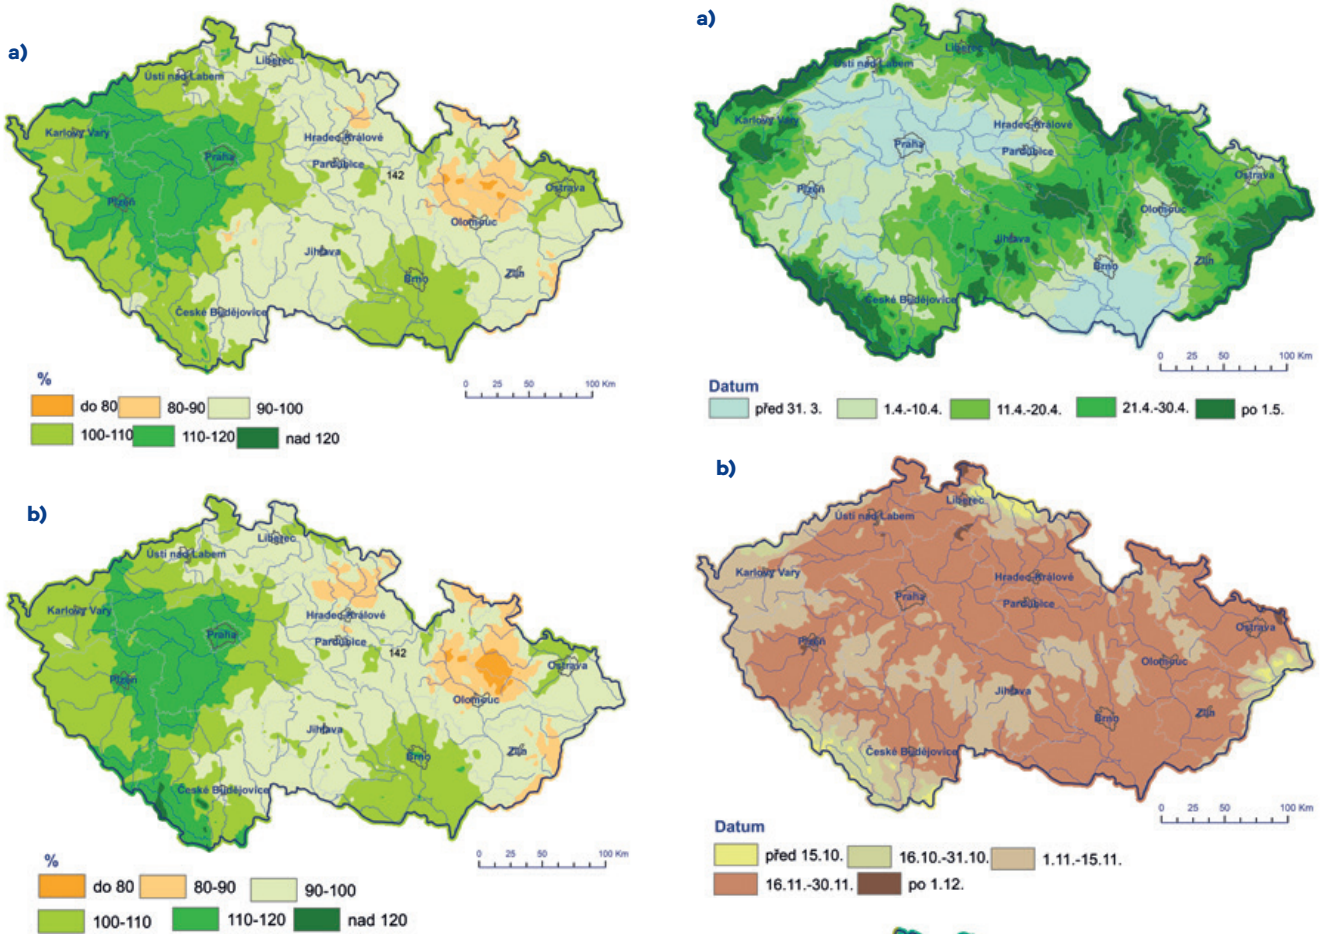 a)
Liberec
Ústí nad Labem
Karlovy Vary
Praha
Hradec Králové
Pardubice
142
Plzeň
Ostrava
Olomouc
Jihlava
Brno
Zlín
České Budějovice
0 25 50 100 Km
%
do 80 80-90 90-100
100-110 110-120 nad 120
b)
Liberec
Ústí nad Labem
Karlovy Vary
Hradec Králové
Praha
Pardubice
142
Ostrava
Plzeň
Olomouc
Jihlava
Brno
Zlín
České Budějovice
0 25 50 100 Km
%
do 80 80-90 90-100
100-110 110-120 nad 120
a)
Liberec
Ústí nad Labem
Karlovy Vary
Hradec Králové
Praha
Pardubice
Ostrava
Plzeň
Olomouc
Jihlava
Brno
Zlín
České Budějovice
0 25 50 100 Km
Datum
před 31. 3. 1.4.-10.4. 11.4.-20.4. 21.4.-30.4. po 1.5.
b)
Liberec
Ústí nad Labem
Karlovy Vary
Hradec Králové
Praha
Pardubice
Ostrava
Plzeň
Olomouc
Jihlava
Brno
Zlín
České Budějovice
0 25 50 100 Km
Datum
před 15.10. 16.10.-31.10. 1.11.-15.11.
16.11.-30.11. po 1.12.